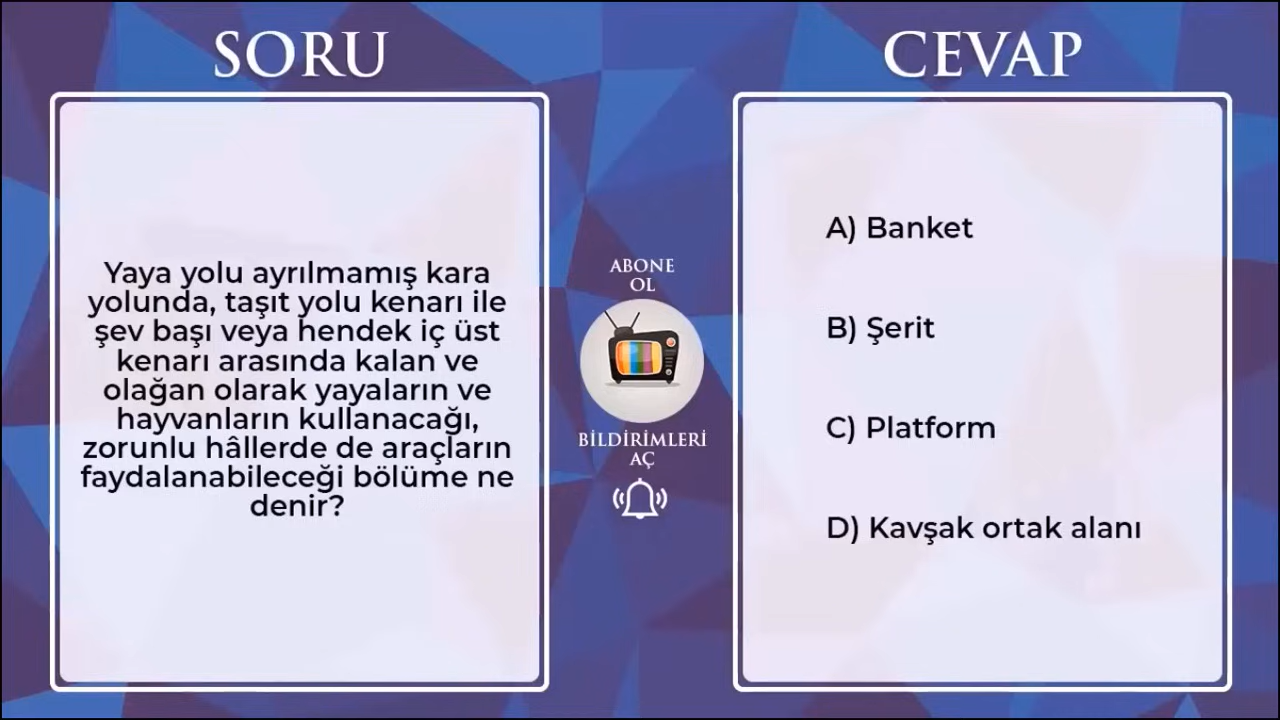 SORU
Yaya yolu ayrılmamış kara
yolunda, taşıt yolu kenarı ile
şev başı veya hendek iç üst
kenarı arasında kalan ve
olağan olarak yayaların ve
hayvanların kullanacağı,
zorunlu hâllerde de araçların
faydalanabileceği bölüme ne
denir?
ABONE
OL
BİLDİRİMLERİ
AÇ
CEVAP
A) Banket
B) Şerit
C) Platform
D) Kavşak ortak alanı